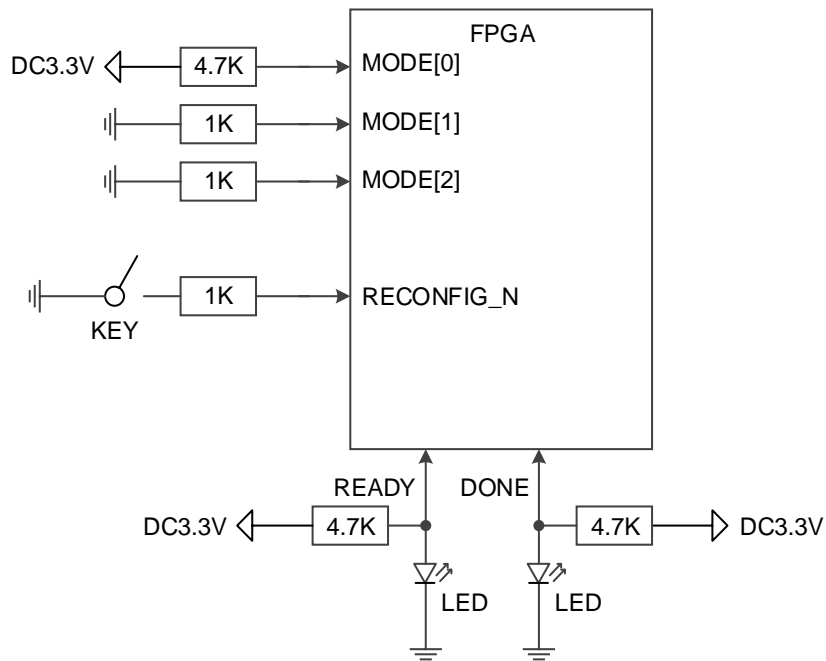 FPGA
DC3.3V 4.7K MODE[0]
1K MODE[1]
1K MODE[2]
1K RECONFIG_N
KEY
READY DONE
DC3.3V 4.7K 4.7K DC3.3V
LED LED